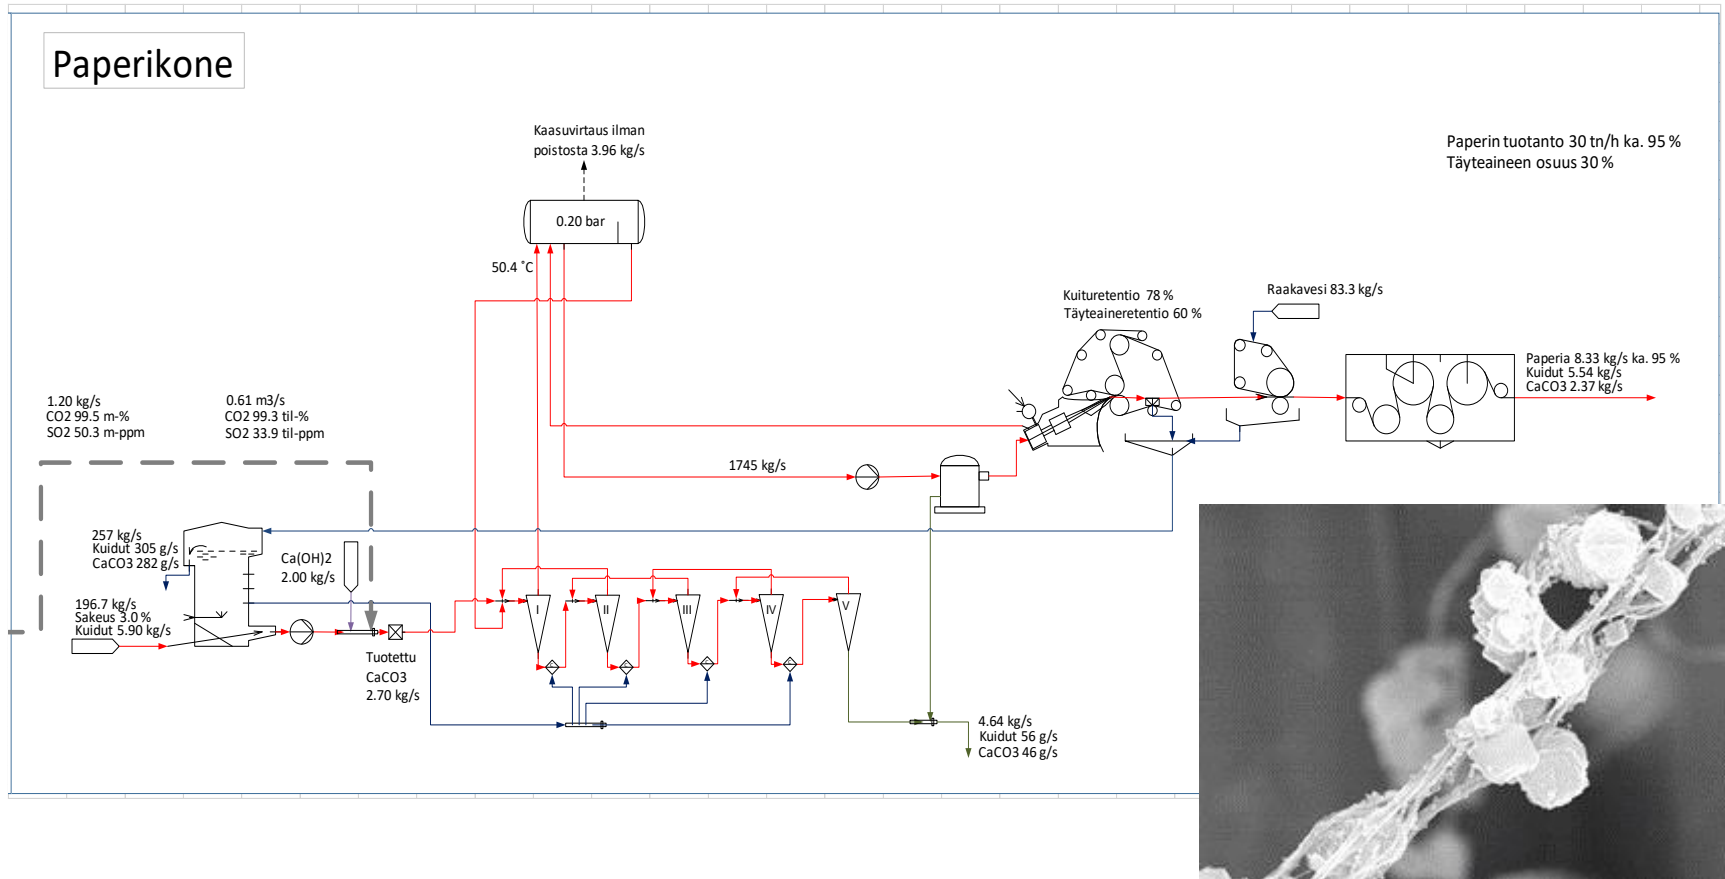 Paperikone
Kaasuvirtaus ilman
poistosta 3.96 kg/s
0.20 bar
50.4 ˚C
Paperin tuotanto 30 tn/h ka. 95 %
Täyteaineen osuus 30 %
Kuituretentio 78 %
Täyteaineretentio 60 %
Raakavesi 83.3 kg/s
Paperia 8.33 kg/s ka. 95 %
Kuidut 5.54 kg/s
CaCO3 2.37 kg/s
1.20 kg/s
CO2 99.5 m-%
SO2 50.3 m-ppm
0.61 m3/s
CO2 99.3 til-%
SO2 33.9 til-ppm
1745 kg/s
257 kg/s
Kuidut 305 g/s
CaCO3 282 g/s
Ca(OH)2
2.00 kg/s
196.7 kg/s
Sakeus 3.0 %
Kuidut 5.90 kg/s
I
II
III
IV
V
Tuotettu
CaCO3
2.70 kg/s
4.64 kg/s
Kuidut 56 g/s
CaCO3 46 g/s